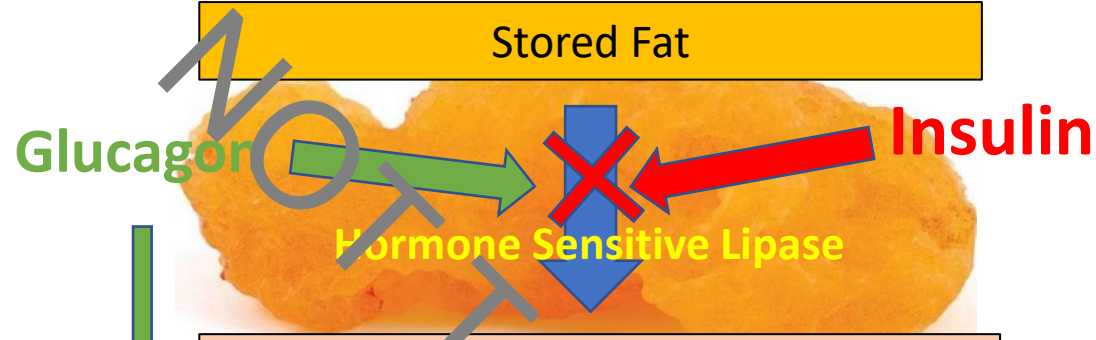 Stored Fat
Glucagon
Insulin
Hormone Sensitive Lipase
NOT